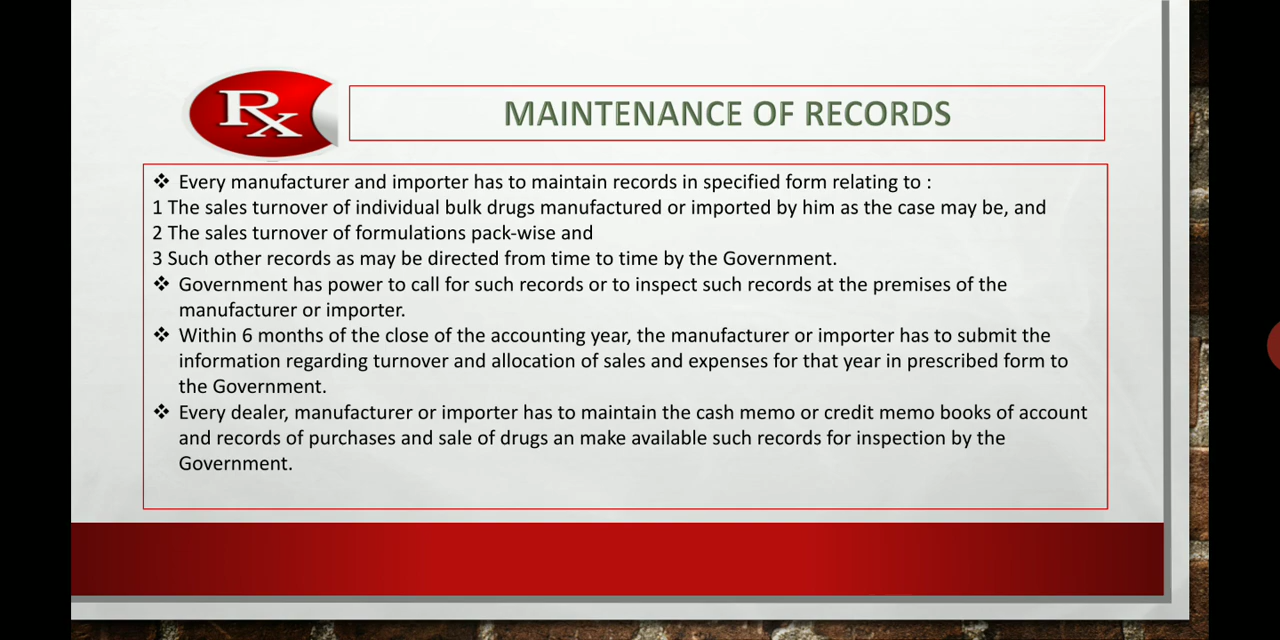 Rx
MAINTENANCE OF RECORDS
❖ Every manufacturer and importer has to maintain records in specified form relating to :
1 The sales turnover of individual bulk drugs manufactured or imported by him as the case may be, and
2 The sales turnover of formulations pack-wise and
3 Such other records as may be directed from time to time by the Government.
❖ Government has power to call for such records or to inspect such records at the premises of the
manufacturer or importer.
❖ Within 6 months of the close of the accounting year, the manufacturer or importer has to submit the
information regarding turnover and allocation of sales and expenses for that year in prescribed form to
the Government.
❖ Every dealer, manufacturer or importer has to maintain the cash memo or credit memo books of account
and records of purchases and sale of drugs an make available such records for inspection by the
Government.